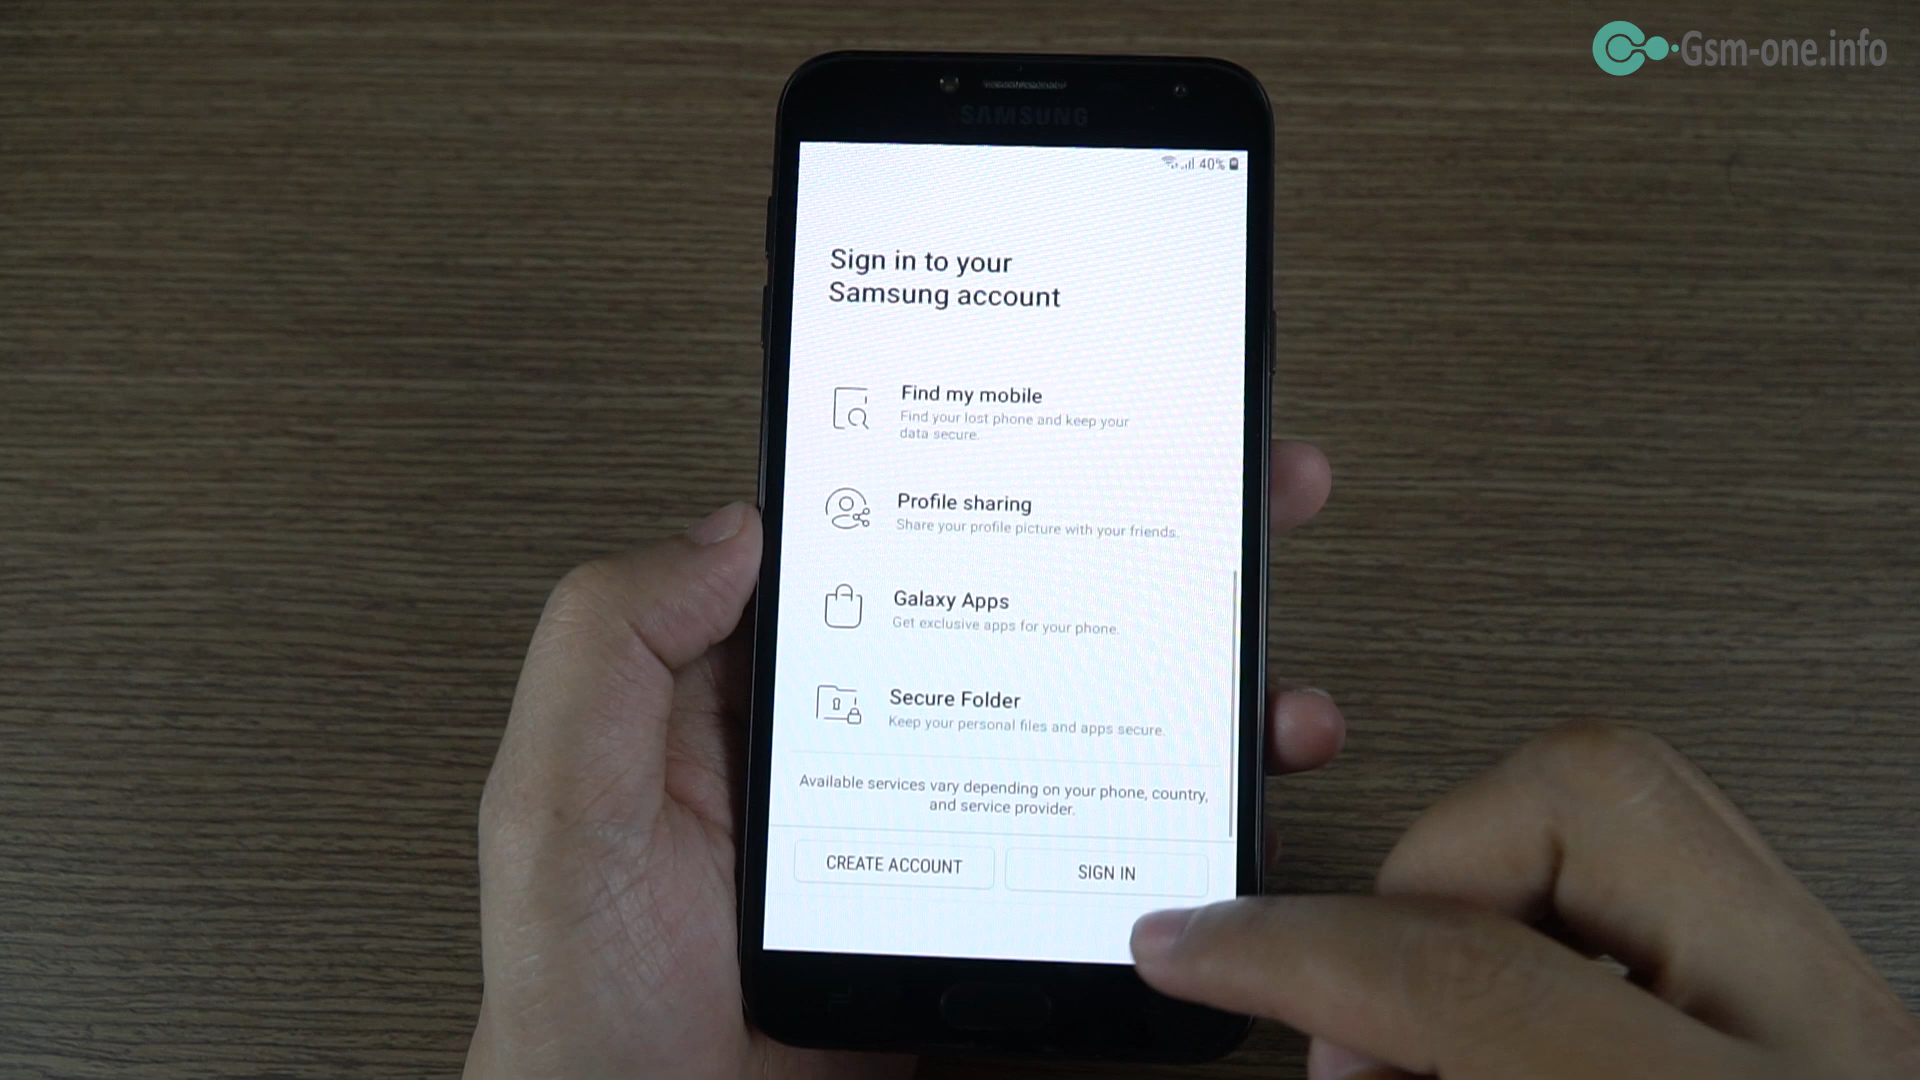 Gsm-one.info
SAMSUNG
40%
Sign in to your
Samsung account
Find my mobile
Find your lost phone and keep your
data secure.
Profile sharing
Share your profile picture with your friends.
Galaxy Apps
Get exclusive apps for your phone.
Secure Folder
Keep your personal files and apps secure.
Available services vary depending on your phone, country,
and service provider.
CREATE ACCOUNT
SIGN IN